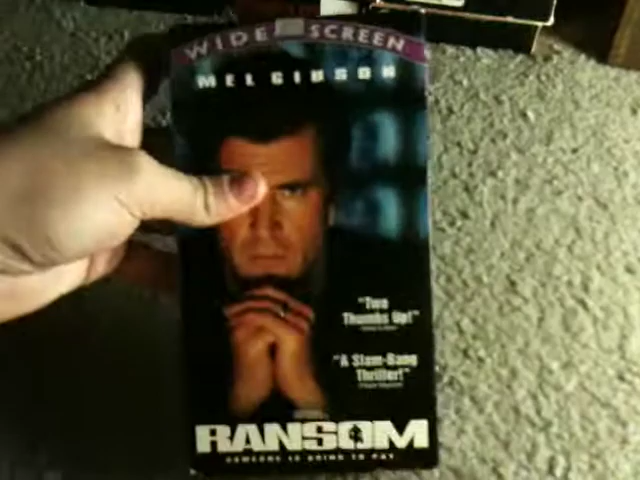 WIDE SCREEN
MEL GIBSON
"Two
Thumbs Up!"
"A Slam-Bang
Thriller!"
RANSOM
SOMEONE IS GOING TO PAY